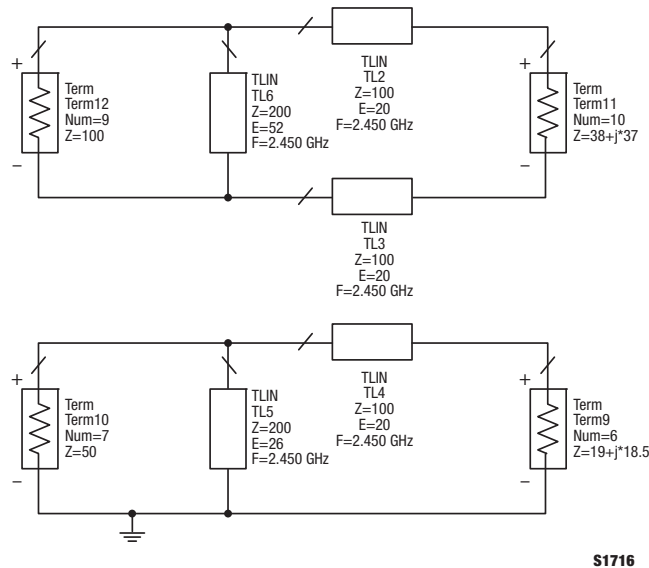 +
Term
Term12
Num=9
Z=100
−
TLIN
TL6
Z=200
E=52
F=2.450 GHz
TLIN
TL2
Z=100
E=20
F=2.450 GHz
+
Term
Term11
Num=10
Z=38+j*37
−
TLIN
TL3
Z=100
E=20
F=2.450 GHz
+
Term
Term10
Num=7
Z=50
−
TLIN
TL5
Z=200
E=26
F=2.450 GHz
TLIN
TL4
Z=100
E=20
F=2.450 GHz
+
Term
Term9
Num=6
Z=19+j*18.5
−
S1716